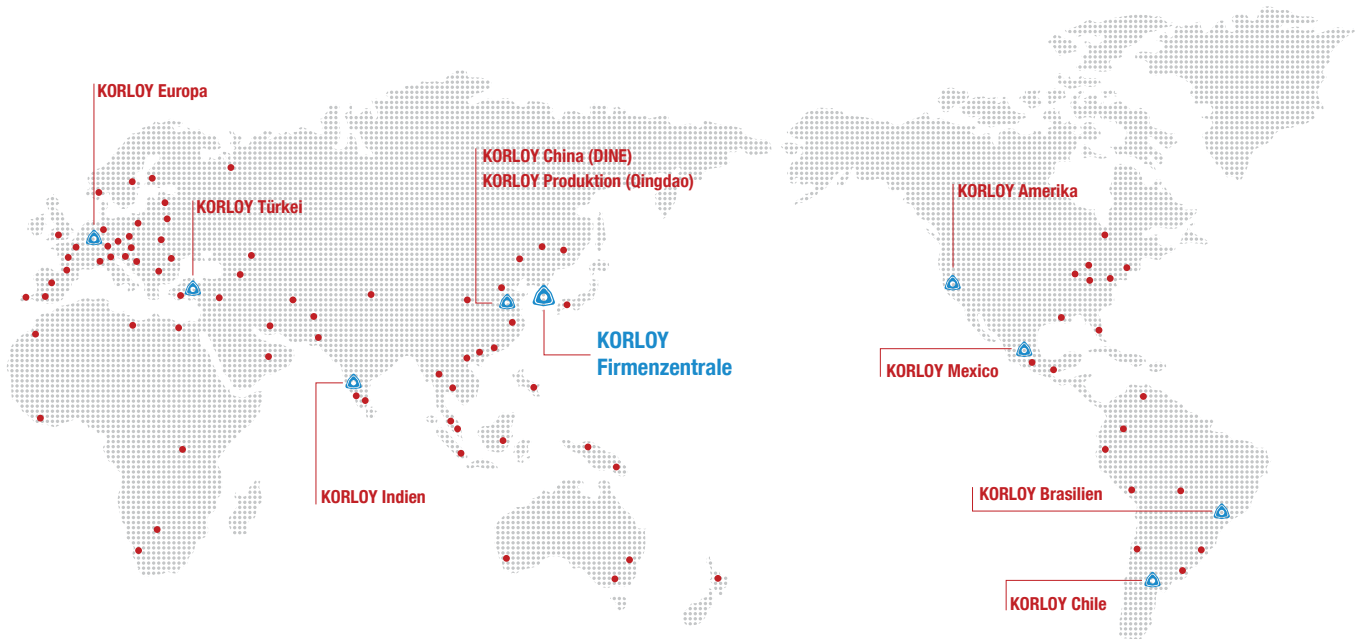 KORLOY Europa
KORLOY China (DINE)
KORLOY Produktion (Qingdao)
KORLOY Amerika
KORLOY Türkei
KORLOY
Firmenzentrale
KORLOY Mexico
KORLOY Indien
KORLOY Brasilien
KORLOY Chile